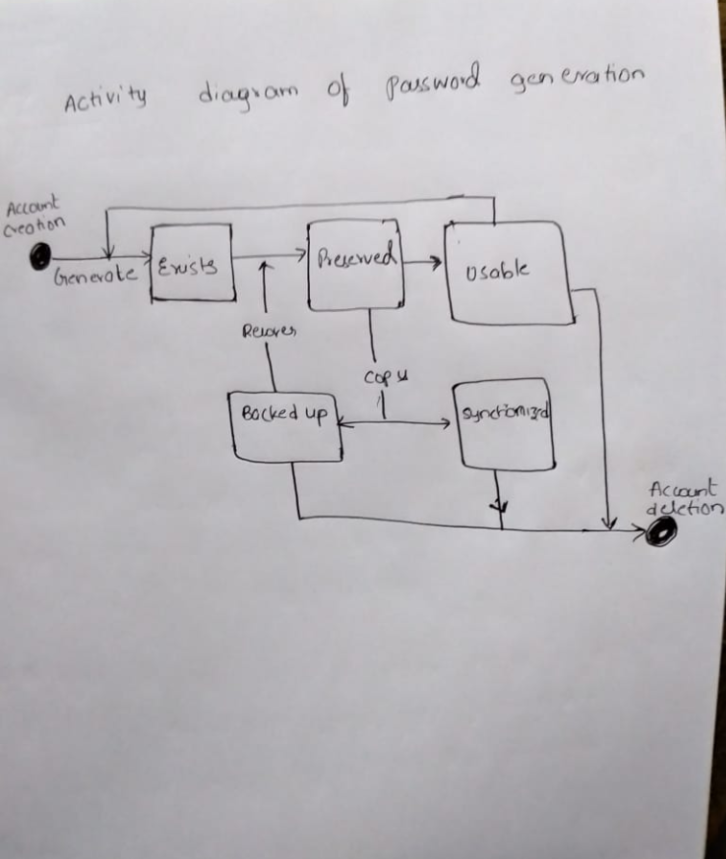 Activity diagram of password generation
Account
Creation
Generate
Exists
Preserved
Usable
Recover
Copy
Backed up
Synchronized
Account
deletion